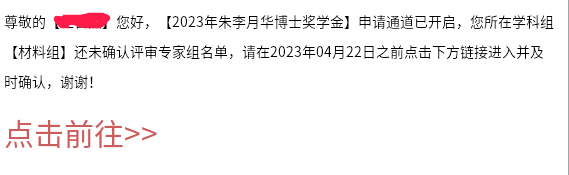 尊敬的【】您好，【2023年朱李月华博士奖学金】申请通道已开启，您所在学科组
【材料组】还未确认评审专家组名单，请在2023年04月22日之前点击下方链接进入并及
时确认，谢谢！
点击前往>>